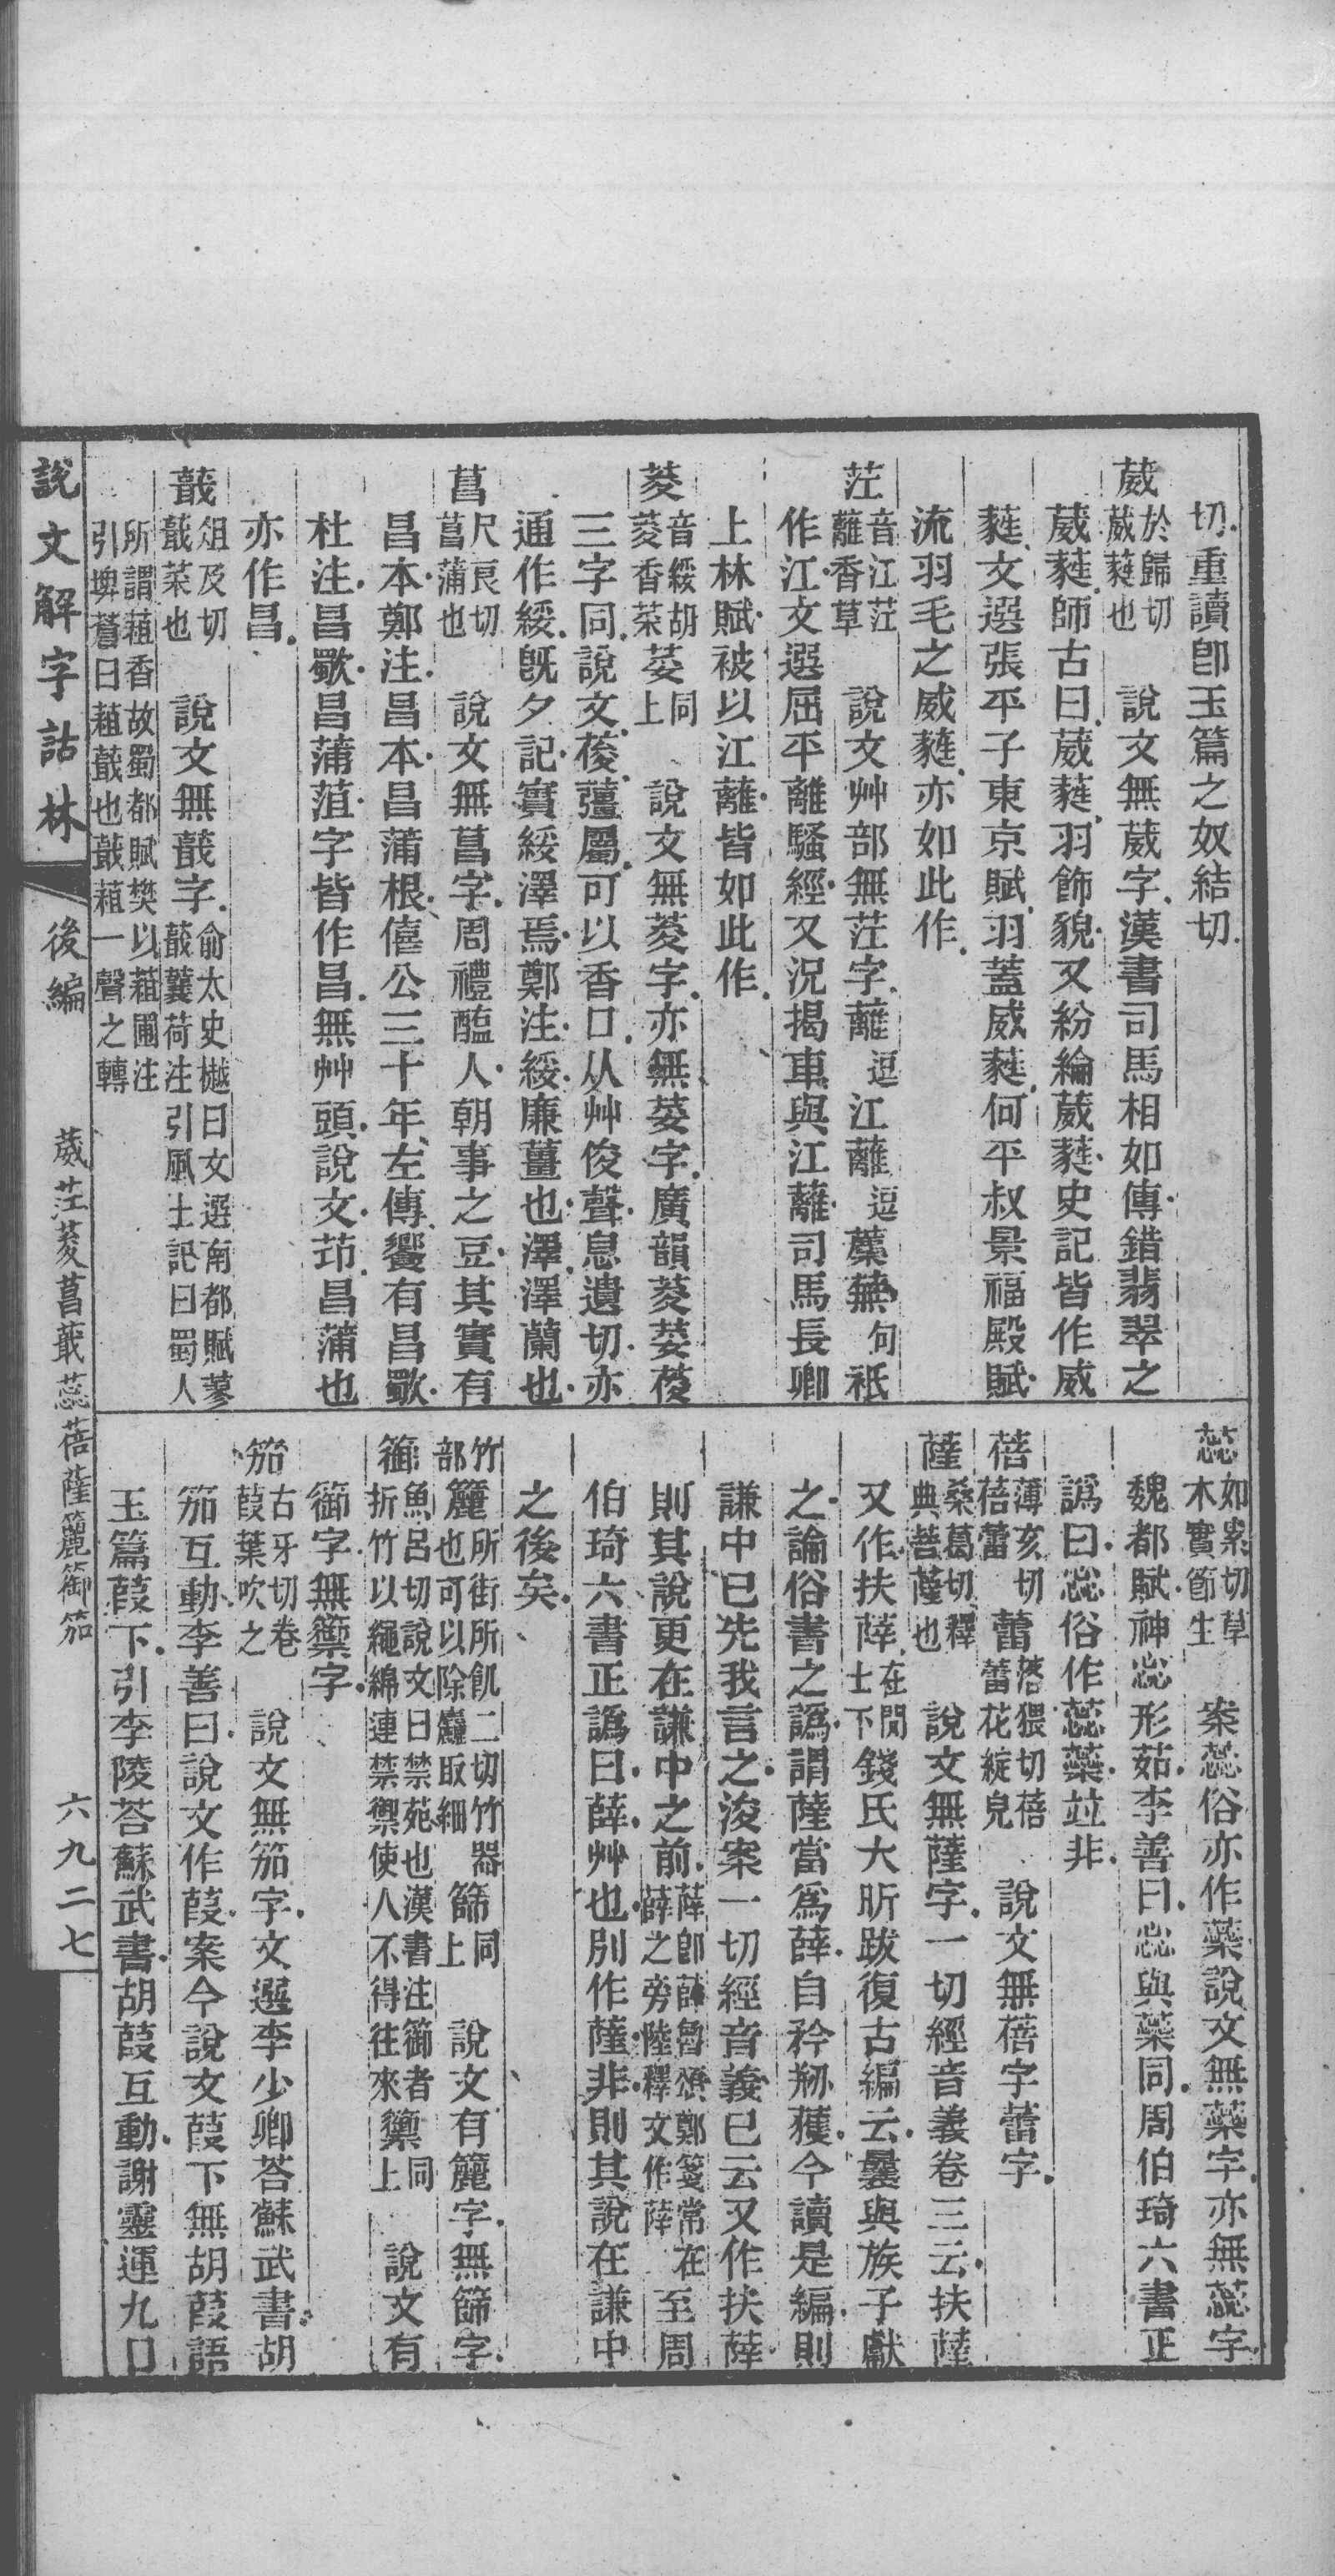 切重讀卽玉篇之奴結切
葳於歸切葳蕤也 說文無葳字漢書司馬相如傳錯翡翠之
葳蕤師古曰葳蕤羽飾貌又紛綸葳蕤史記皆作威
蕤文選張平子東京賦羽蓋威蕤何平叔景福殿賦
流羽毛之威蕤亦如此作
茳音江茳蘺香草 說文艸部無茳字蘺逗江蘺逗蘪蕪句祇
作江文選屈平離騷經又況揭車與江蘺司馬長卿
上林賦被以江蘺皆如此作
荾音綏胡荾香菜荽同上 說文無荾字亦無荽字廣韻荾荽葰
三字同說文葰薑屬可以香口从艸俊聲息遺切亦
通作綏旣夕記實綏澤焉鄭注綏廉薑也澤澤蘭也
菖尺良切菖蒲也 說文無菖字周禮醢人朝事之豆其實有
昌本鄭注昌本昌蒲根僖公三十年左傳饗有昌歜
杜注昌歜昌蒲菹字皆作昌無艸頭說文茚昌蒲也
亦作昌
蕺俎及切蕺菜也 說文無蕺字俞太史樾曰文選南都賦蓼蕺蘘荷注引風土記曰蜀人
所謂蒩香故蜀都賦樊以蒩圃注引埤蒼曰蒩蕺也蕺蒩一聲之轉
蕊如累切草木實節生 案蕊俗亦作蘂說文無蘂字亦無蕊字
魏都賦神惢形茹李善曰惢與蘂同周伯琦六書正
譌曰惢俗作蕊蘂竝非
蓓薄亥切蓓蕾 蕾落猥切蓓蕾花綻皃 說文無蓓字蕾字
薩桑葛切釋典菩薩也 說文無薩字一切經音義卷三云扶薩
又作扶薛在閒士下錢氏大昕跋復古編云曩與族子獻
之論俗書之譌謂薩當爲薛自矜剏獲今讀是編則
謙中已先我言之浚案一切經音義已云又作扶薛
則其說更在謙中之前薛卽薛魯頌鄭箋常在薛之旁陸釋文作薛至周
伯琦六書正譌曰薛艸也別作薩非則其說在謙中
之後矣
竹部簏所街所飢二切竹器也可以除麤取細篩同上 說文有簏字無篩字
篽魚呂切說文曰禁苑也漢書注篽者折竹以繩綿連禁禦使人不得往來籞同上 說文有
篽字無籞字
笳古牙切卷葭葉吹之 說文無笳字文選李少卿荅蘇武書胡
笳互動李善曰說文作葭案今說文葭下無胡葭語
玉篇葭下引李陵荅蘇武書胡葭互動謝靈運九日
說文解字詁林 後編 葳茳荾菖蕺蕊蓓薩簏篽笳 六九二七